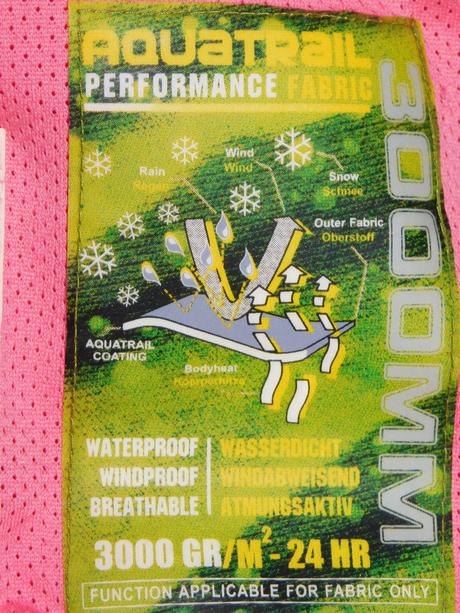 AQUATRAIL
PERFORMANCE FABRIC
3000MM
Wind
Wind
Rain
Regen
Snow
Schnee
Outer Fabric
Oberstoff
AQUATRAIL
COATING
Bodyheat
Koerperhitze
WATERPROOF WASSERDICHT
WINDPROOF WINDABWEISEND
BREATHABLE ATMUNGSAKTIV
3000 GR/M2- 24 HR
FUNCTION APPLICABLE FOR FABRIC ONLY